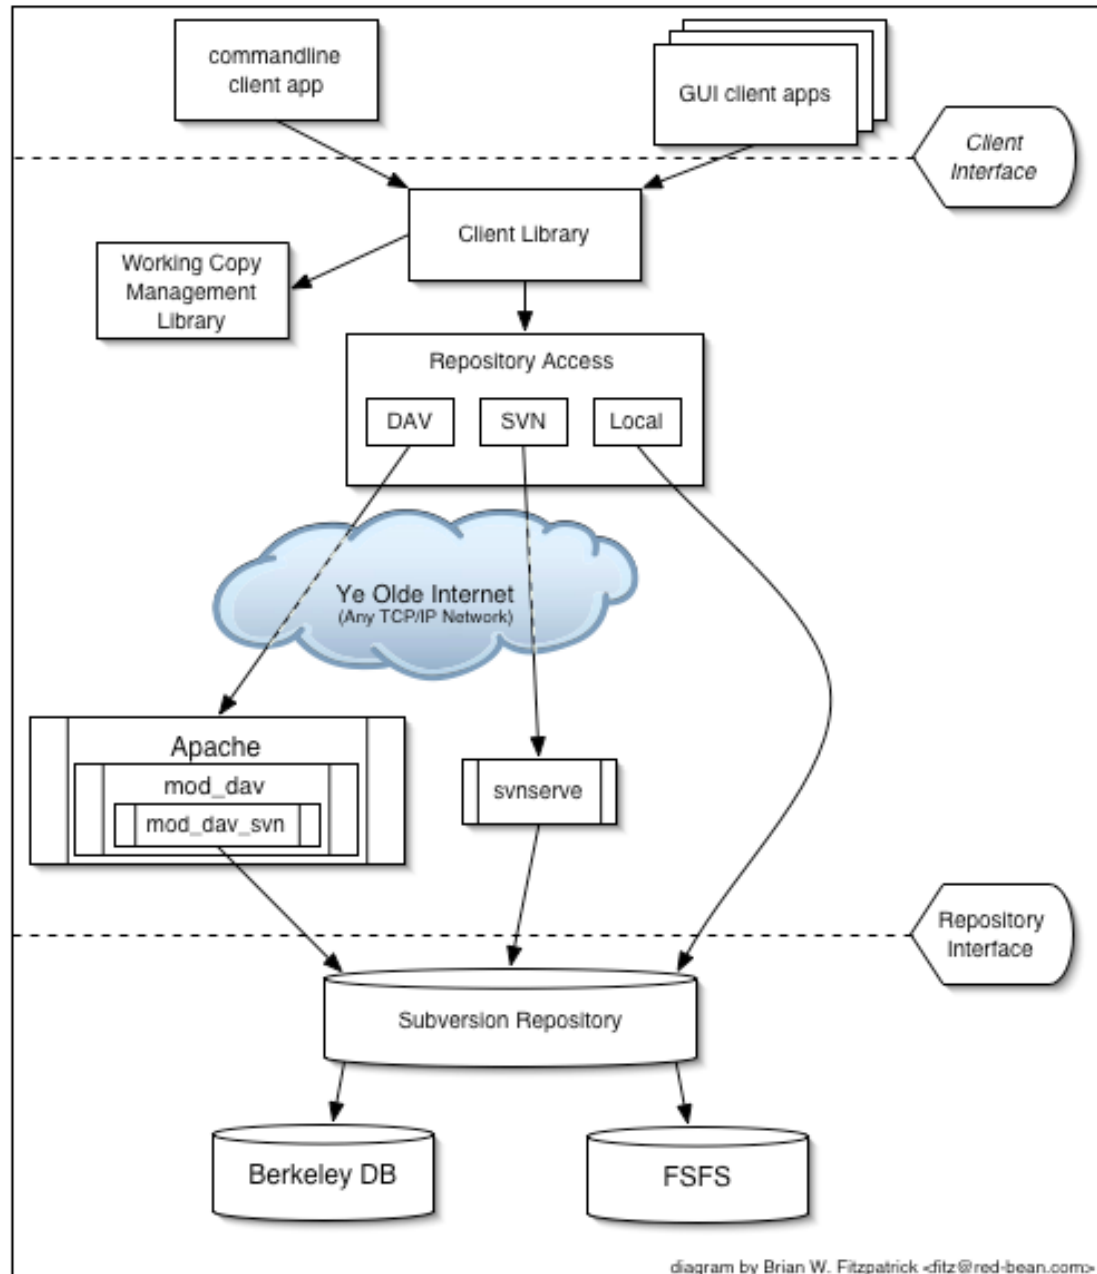 commandline
client app
GUI client apps
Client
Interface
Client Library
Working Copy
Management
Library
Repository Access
DAV
SVN
Local
Ye Olde Internet
(Any TCP/IP Network)
Apache
mod_dav
mod_dav_svn
svnserve
Repository
Interface
Subversion Repository
Berkeley DB
FSFS
diagram by Brian W. Fitzpatrick <fitz@red-bean.com>